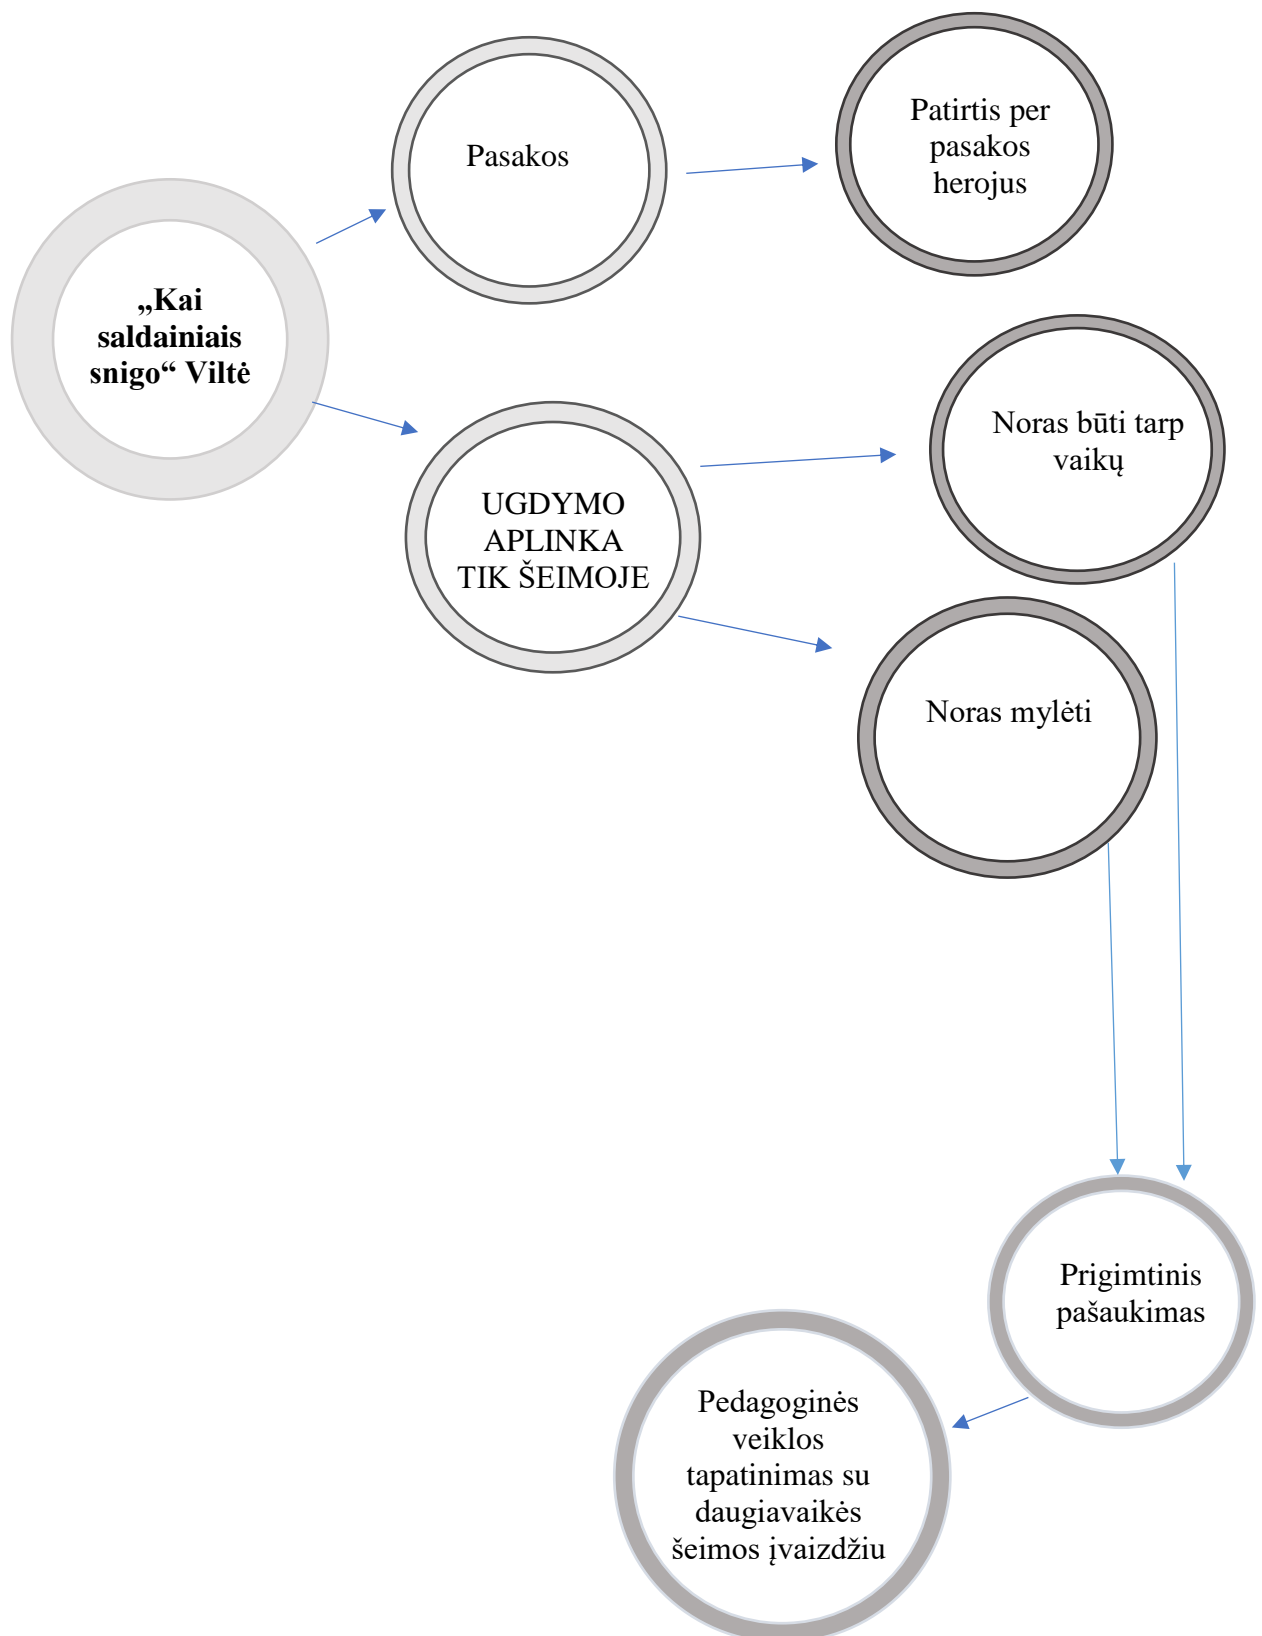 Patirtis per
pasakos
herojus
Pasakos
„Kai
saldainiais
snigo“ Viltė
Noras būti tarp
vaikų
UGDYMO
APLINKA
TIK ŠEIMOJE
Noras mylėti
Prigimtinis
pašaukimas
Pedagoginės
veiklos
tapatinimas su
daugiavaikės
šeimos įvaizdžiu